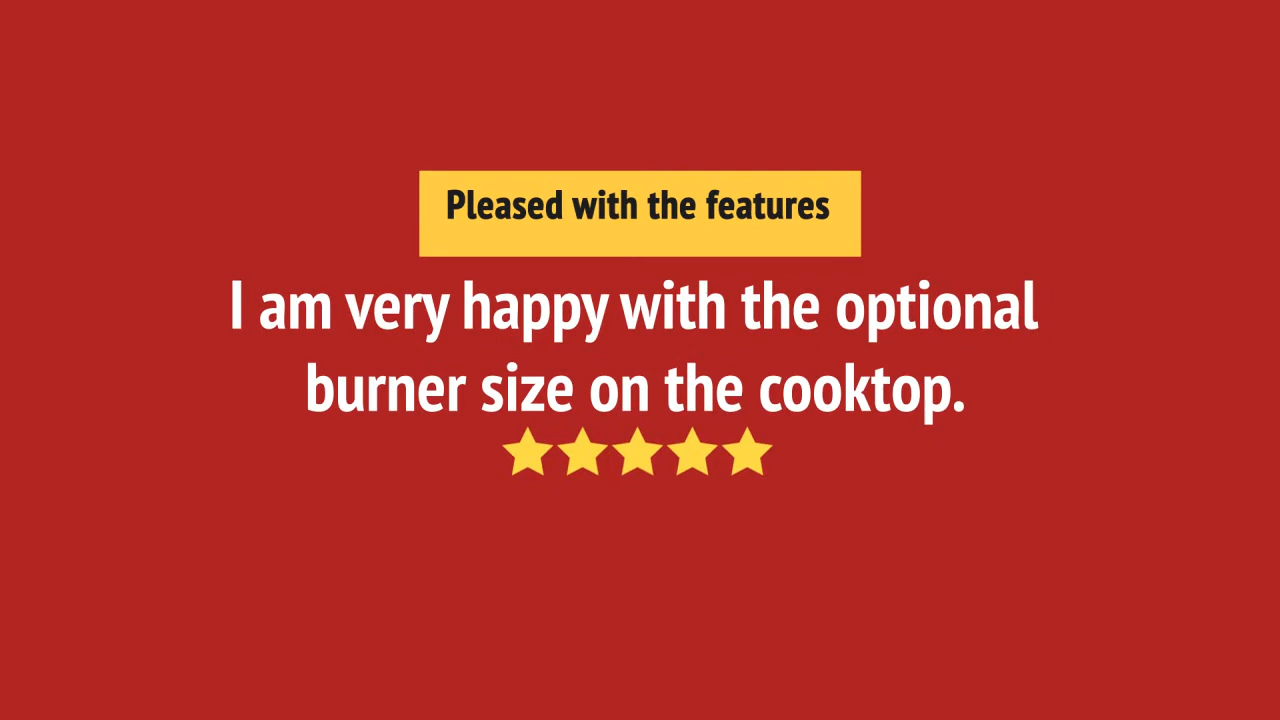 Pleased with the features
I am very happy with the optional
burner size on the cooktop.